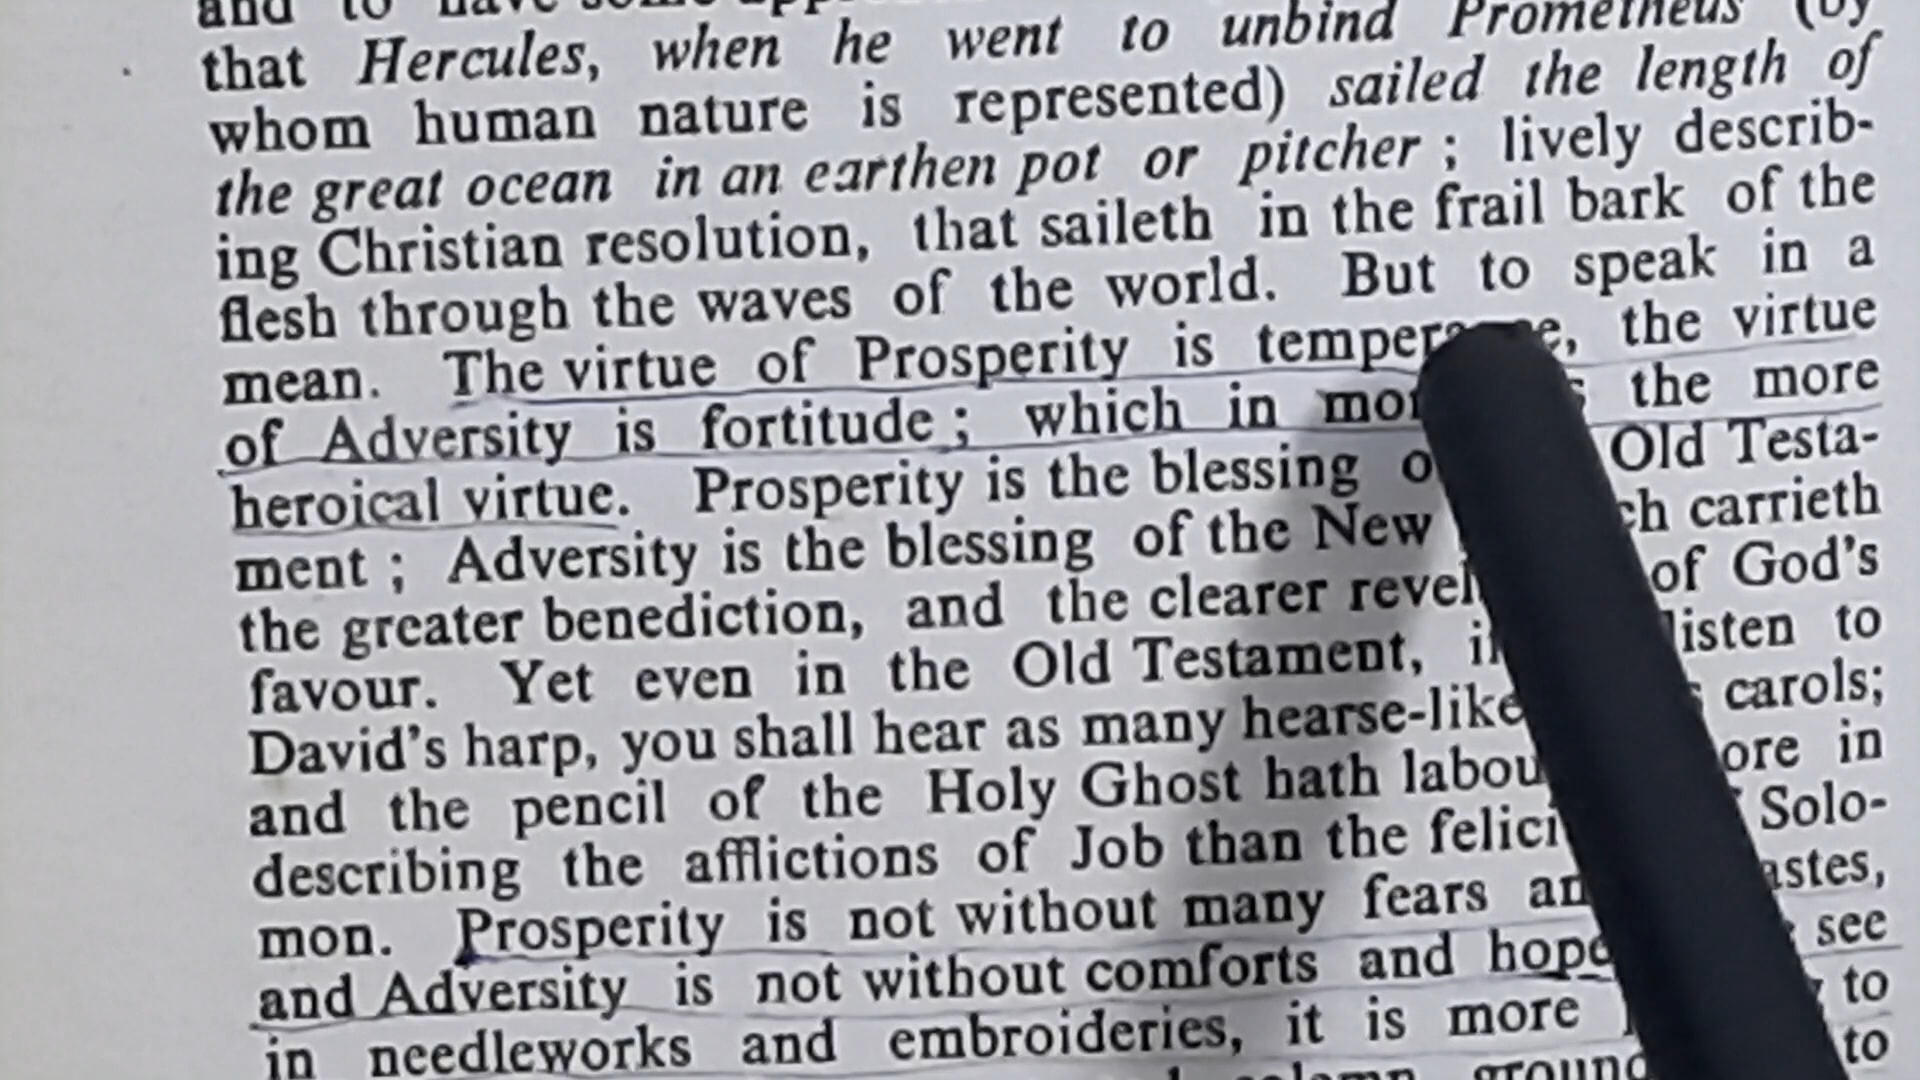 and to have some
that Hercules, when he went to unbind Prometheus (by
whom human nature is represented) sailed the length of
the great ocean in an earthen pot or pitcher ; lively describ-
ing Christian resolution, that saileth in the frail bark of the
flesh through the waves of the world. But to speak in a
mean. The virtue of Prosperity is temperance, the virtue
of Adversity is fortitude ; which in the more
heroical virtue. Prosperity is the blessing Old Testa-
ment ; Adversity is the blessing of the New carrieth
the greater benediction, and the clearer of God's
favour. Yet even in the Old Testament, listen to
David's harp, you shall hear as many hearse-like carols;
and the pencil of the Holy Ghost hath in
describing the afflictions of Job than the Solo-
mon. Prosperity is not without many fears
and Adversity is not without comforts and see
in needleworks and embroideries, it is more to
to